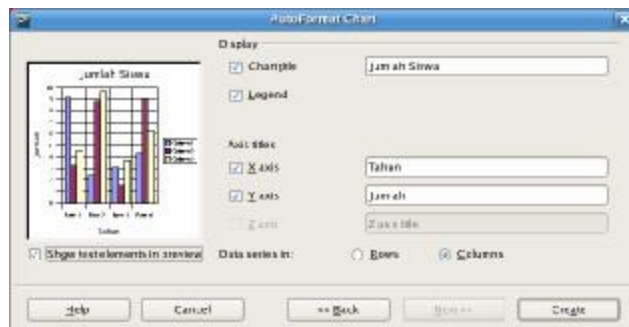 AutoFormat Chart
Display
Chart title
Jumlah Siswa
Legend
Axis titles
X axis
Tahun
Y axis
Jumlah
Z axis
Z axis title
Show text elements in preview
Data series in:
Rows
Columns
Jumlah Siswa
Tahun
Help
Cancel
<< Back
Next >>
Create